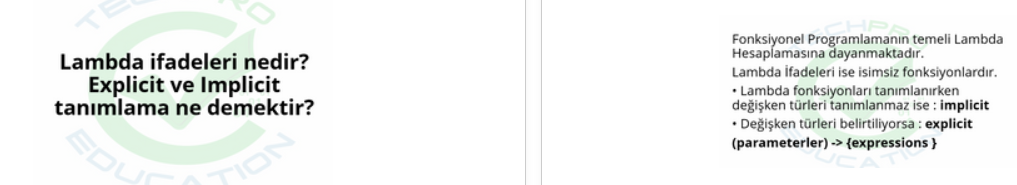 Lambda ifadeleri nedir?
Explicit ve Implicit
tanımlama ne demektir?
Fonksiyonel Programlamanın temeli Lambda
Hesaplamasına dayanmaktadır.
Lambda İfadeleri ise isimsiz fonksiyonlardır.
• Lambda fonksiyonları tanımlanırken
değişken türleri tanımlanmaz ise : implicit
• Değişken türleri belirtiliyorsa : explicit
(parameterler) -> {expressions }